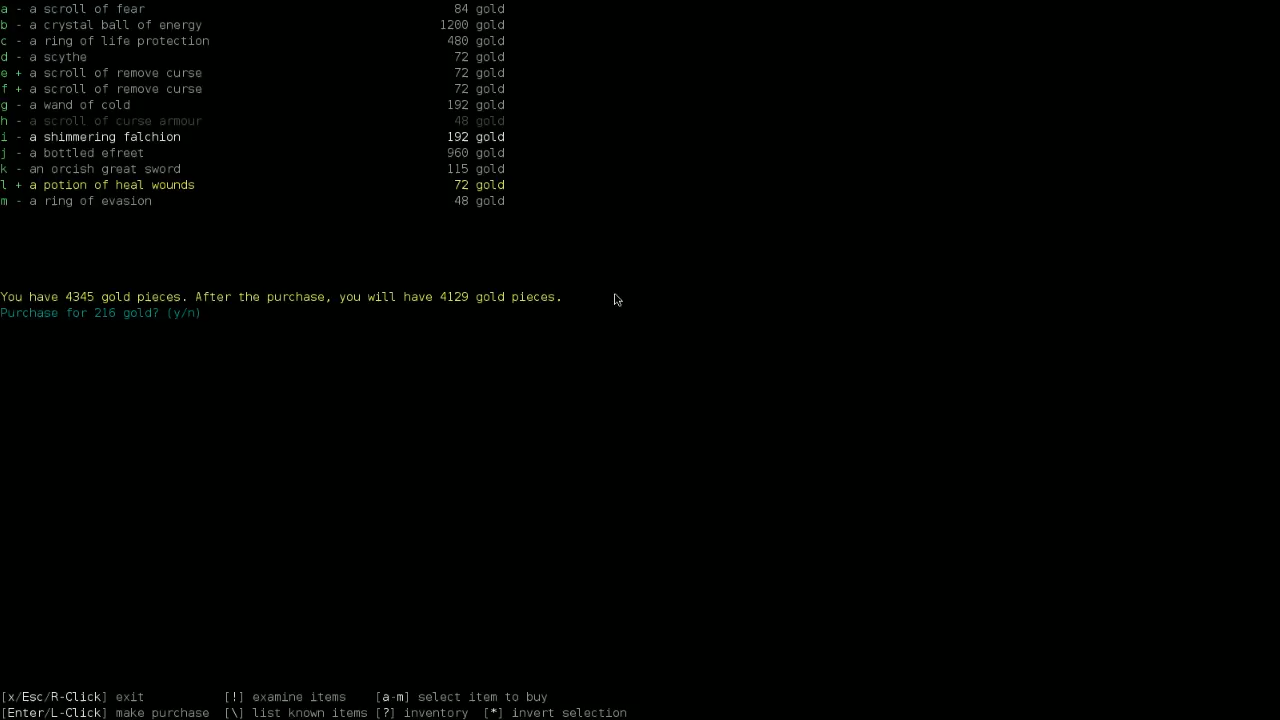 a - a scroll of fear 84 gold
b - a crystal ball of energy 1200 gold
c - a ring of life protection 480 gold
d - a scythe 72 gold
e + a scroll of remove curse 72 gold
f + a scroll of remove curse 72 gold
g - a wand of cold 192 gold
h - a scroll of curse armour 48 gold
i - a shimmering falchion 192 gold
j - a bottled efreet 960 gold
k - an orcish great sword 115 gold
l + a potion of heal wounds 72 gold
m - a ring of evasion 48 gold
You have 4345 gold pieces. After the purchase, you will have 4129 gold pieces.
Purchase for 216 gold? (y/n)
[x/Esc/R-Click] exit [!] examine items [a-m] select item to buy
[Enter/L-Click] make purchase [\] list known items [?] inventory [*] invert selection